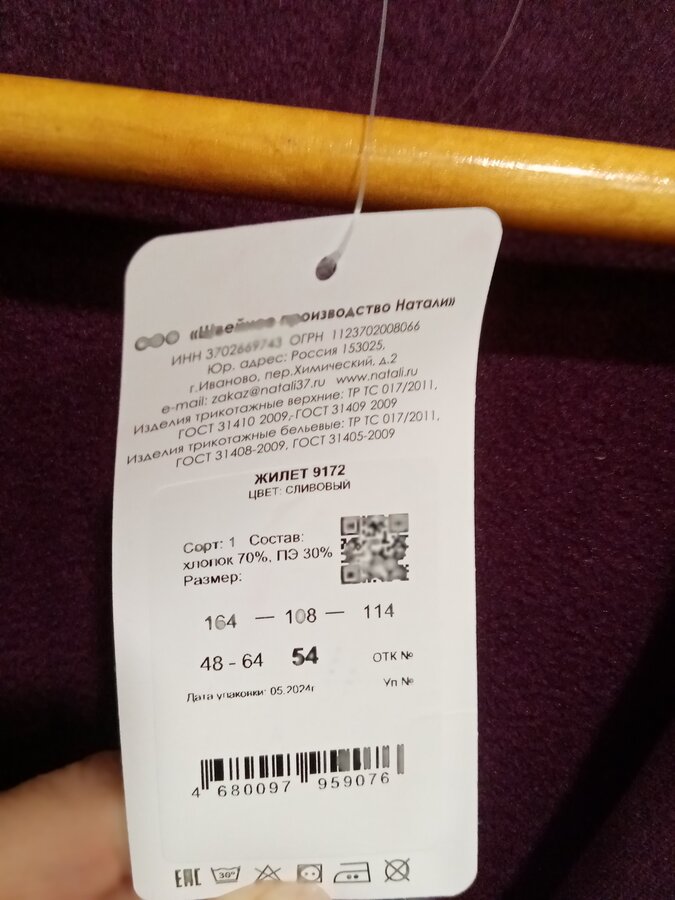 ООО «Швейное производство Натали»
ИНН 3702669743 ОГРН 1123702008066
Юр. адрес: Россия 153025,
г.Иваново, пер.Химический, д.2
e-mail: zakaz@natali37.ru www.natali.ru
Изделия трикотажные верхние: ТР ТС 017/2011,
ГОСТ 31410 2009,-ГОСТ 31409 2009
Изделия трикотажные бельевые: ТР ТС 017/2011,
ГОСТ 31408-2009, ГОСТ 31405-2009
ЖИЛЕТ 9172
ЦВЕТ: СЛИВОВЫЙ
Сорт: 1 Состав:
хлопок 70%, ПЭ 30%
Размер:
164 — 108 — 114
48 - 64 54 ОТК №
Дата упаковки: 05.2024г Уп №
4 680097 959076
EAC 30°